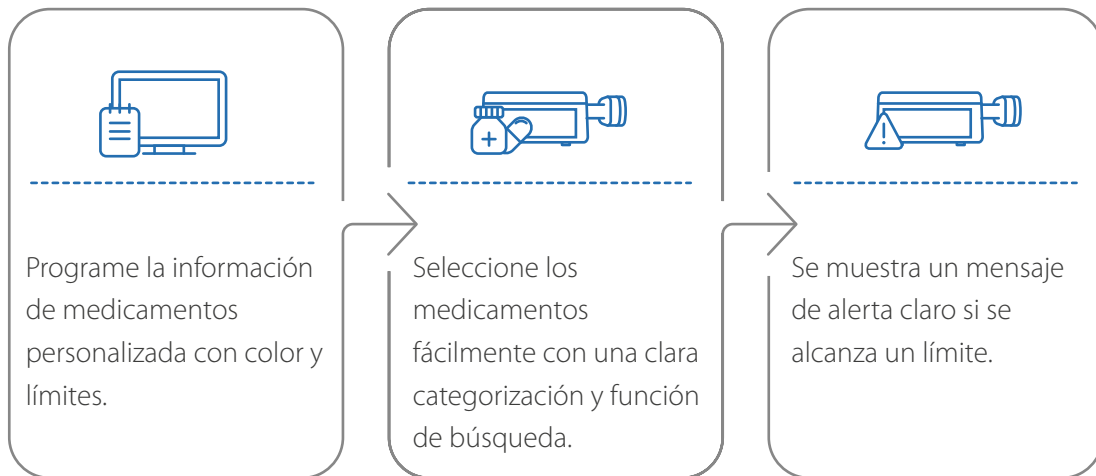 Programe la información
de medicamentos
personalizada con color y
límites.
Seleccione los
medicamentos
fácilmente con una clara
categorización y función
de búsqueda.
Se muestra un mensaje
de alerta claro si se
alcanza un límite.